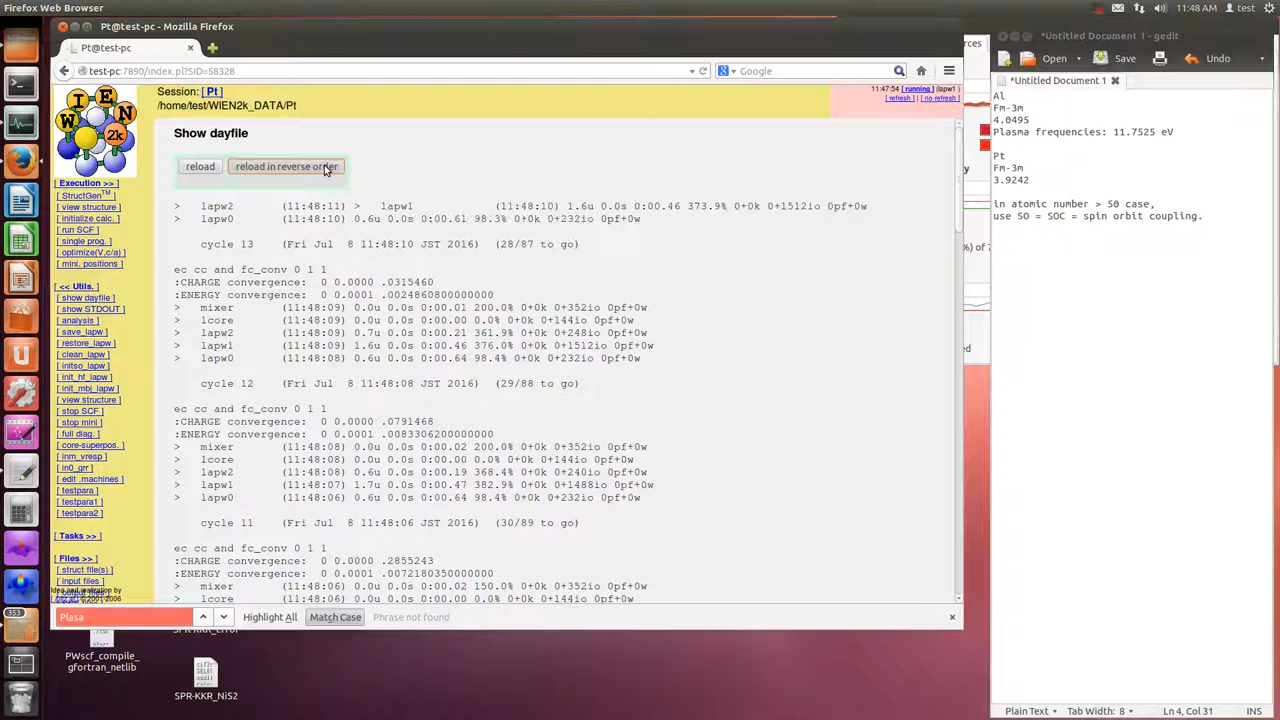 Firefox Web Browser
11:48 AM
test
Pt@test-pc - Mozilla Firefox
Pt@test-pc
test-pc:7890/index.pl?SID=58328
Google
WIEN
2k
Session: [ Pt ]
/home/test/WIEN2k_DATA/Pt
11:47:54 [ running ] (lapw1 )
[ refresh ] [ no refresh ]
Show dayfile
reload
reload in reverse order
> lapw2 (11:48:11) > lapw1 (11:48:10) 1.6u 0.0s 0:00.46 373.9% 0+0k 0+1512io 0pf+0w
> lapw0 (11:48:10) 0.6u 0.0s 0:00.61 98.3% 0+0k 0+232io 0pf+0w
cycle 13 (Fri Jul 8 11:48:10 JST 2016) (28/87 to go)
ec cc and fc_conv 0 1 1
:CHARGE convergence: 0 0.0000 .0315460
:ENERGY convergence: 0 0.0001 .0024860800000000
> mixer (11:48:09) 0.0u 0.0s 0:00.01 200.0% 0+0k 0+352io 0pf+0w
> lcore (11:48:09) 0.0u 0.0s 0:00.00 0.0% 0+0k 0+144io 0pf+0w
> lapw2 (11:48:09) 0.7u 0.0s 0:00.21 361.9% 0+0k 0+248io 0pf+0w
> lapw1 (11:48:09) 1.6u 0.0s 0:00.46 376.0% 0+0k 0+1512io 0pf+0w
> lapw0 (11:48:08) 0.6u 0.0s 0:00.64 98.4% 0+0k 0+232io 0pf+0w
cycle 12 (Fri Jul 8 11:48:08 JST 2016) (29/88 to go)
ec cc and fc_conv 0 1 1
:CHARGE convergence: 0 0.0000 .0791468
:ENERGY convergence: 0 0.0001 .0083306200000000
> mixer (11:48:08) 0.0u 0.0s 0:00.02 200.0% 0+0k 0+352io 0pf+0w
> lcore (11:48:08) 0.0u 0.0s 0:00.00 0.0% 0+0k 0+144io 0pf+0w
> lapw2 (11:48:08) 0.6u 0.0s 0:00.19 368.4% 0+0k 0+240io 0pf+0w
> lapw1 (11:48:07) 1.7u 0.0s 0:00.47 382.9% 0+0k 0+1488io 0pf+0w
> lapw0 (11:48:06) 0.6u 0.0s 0:00.64 98.4% 0+0k 0+232io 0pf+0w
cycle 11 (Fri Jul 8 11:48:06 JST 2016) (30/89 to go)
ec cc and fc_conv 0 1 1
:CHARGE convergence: 0 0.0000 .2855243
:ENERGY convergence: 0 0.0001 .0072180350000000
> mixer (11:48:06) 0.0u 0.0s 0:00.02 150.0% 0+0k 0+352io 0pf+0w
> lcore (11:48:06) 0.0u 0.0s 0:00.00 0.0% 0+0k 0+144io 0pf+0w
[ Execution >> ]
[ StructGen™ ]
[ view structure ]
[ initialize calc. ]
[ run SCF ]
[ single prog. ]
[ optimize(V,c/a) ]
[ mini. positions ]
[ << Utils. ]
[ show dayfile ]
[ show STDOUT ]
[ analysis ]
[ save_lapw ]
[ restore_lapw ]
[ clean_lapw ]
[ initso_lapw ]
[ init_hf_lapw ]
[ init_mbj_lapw ]
[ view structure ]
[ stop SCF ]
[ stop mini ]
[ full diag. ]
[ core-superpos. ]
[ inm_vresp ]
[ in0_grr ]
[ edit .machines ]
[ testpara ]
[ testpara1 ]
[ testpara2 ]
[ Tasks >> ]
[ Files >> ]
[ struct file(s) ]
[ input files ]
Idea and realization by
Plasa
Highlight All
Match Case
Phrase not found
353
PWscf_compile_
gfortran_netlib
SPR-KKR_NiS2
*Untitled Document 1 - gedit
Open
Save
Undo
*Untitled Document 1
Al
Fm-3m
4.0495
Plasma frequencies: 11.7525 eV
Pt
Fm-3m
3.9242
in atomic number > 50 case,
use SO = SOC = spin orbit coupling.
Plain Text
Tab Width: 8
Ln 4, Col 31
INS